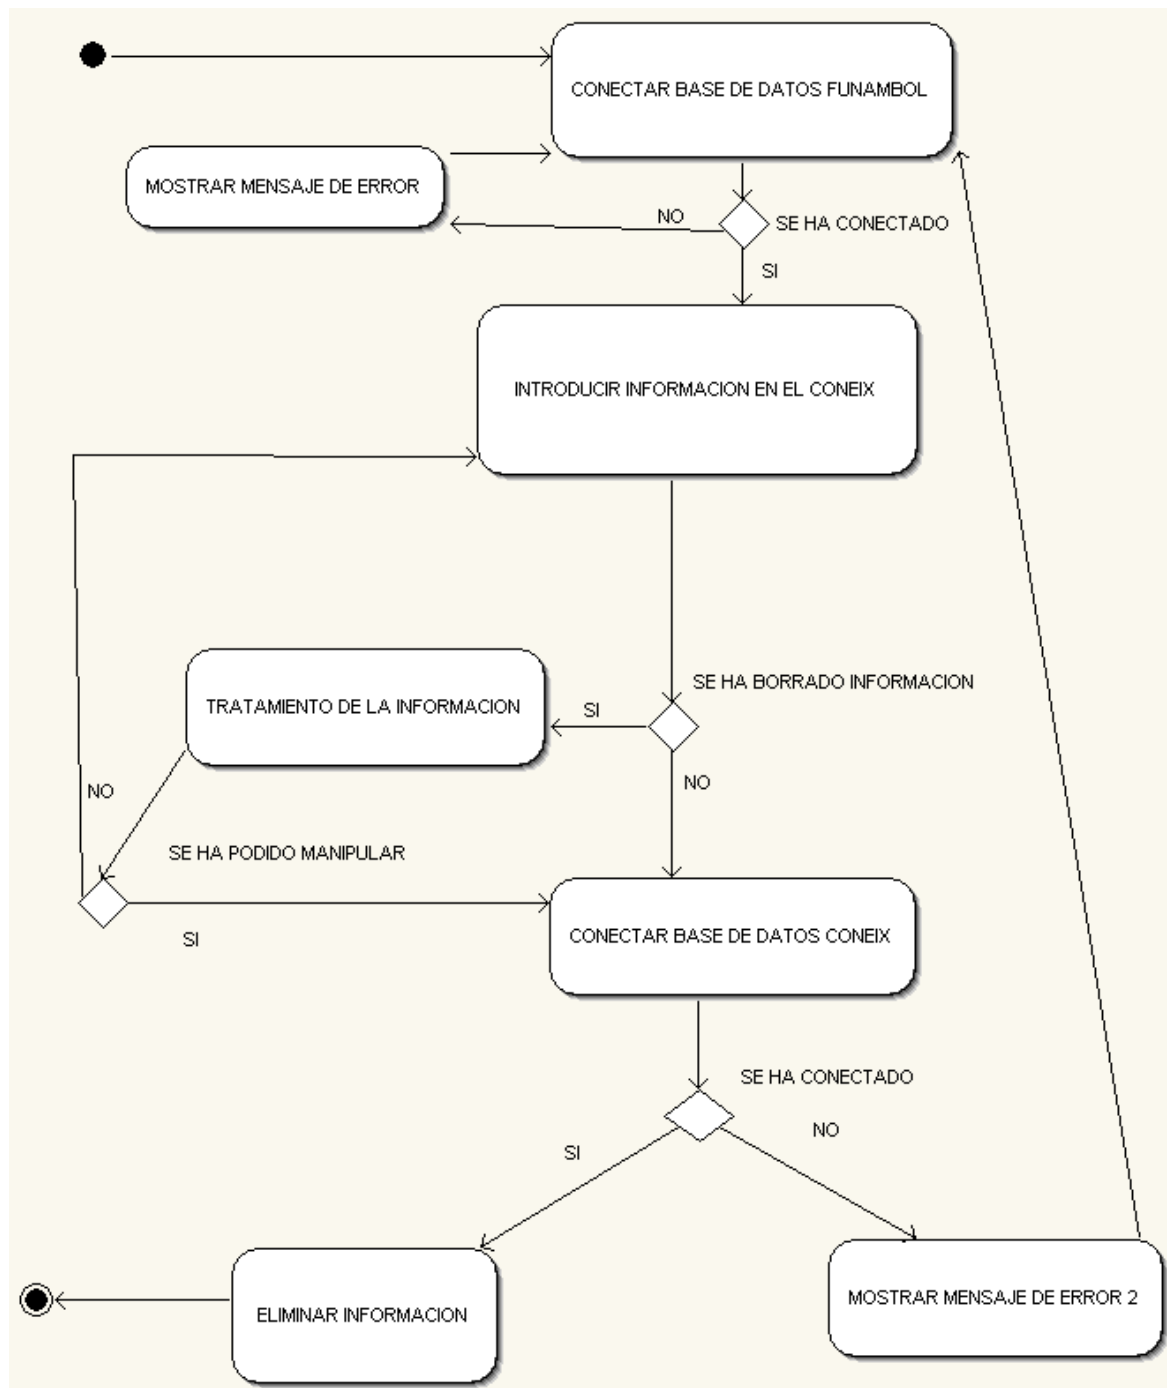 CONECTAR BASE DE DATOS FUNAMBOL
MOSTRAR MENSAJE DE ERROR
NO
SE HA CONECTADO
SI
INTRODUCIR INFORMACION EN EL CONEIX
SE HA BORRADO INFORMACION
TRATAMIENTO DE LA INFORMACION
SI
NO
NO
SE HA PODIDO MANIPULAR
SI
CONECTAR BASE DE DATOS CONEIX
SE HA CONECTADO
NO
SI
MOSTRAR MENSAJE DE ERROR 2
ELIMINAR INFORMACION